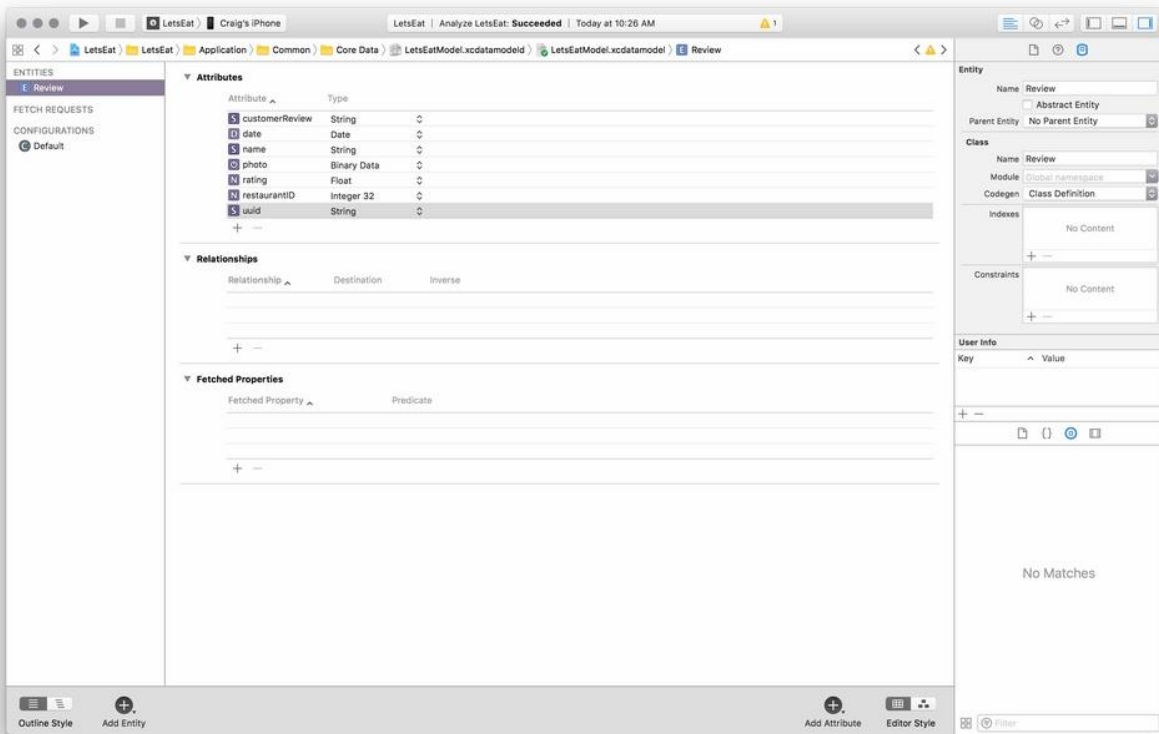 LetsEat Craig's iPhone LetsEat | Analyze LetsEat: Succeeded | Today at 10:26 AM 1
LetsEat LetsEat Application Common Core Data LetsEatModel.xcdatamodeld LetsEatModel.xcdatamodel E Review
ENTITIES
E Review
FETCH REQUESTS
CONFIGURATIONS
C Default
Attributes
Attribute Type
S customerReview String
D date Date
S name String
photo Binary Data
N rating Float
N restaurantID Integer 32
S uuid String
+ −
Relationships
Relationship Destination Inverse
+ −
Fetched Properties
Fetched Property Predicate
+ −
Outline Style Add Entity Add Attribute Editor Style
Entity
Name Review
Abstract Entity
Parent Entity No Parent Entity
Class
Name Review
Module Global namespace
Codegen Class Definition
Indexes
No Content
+ −
Constraints
No Content
+ −
User Info
Key Value
+ −
{}
No Matches
Filter